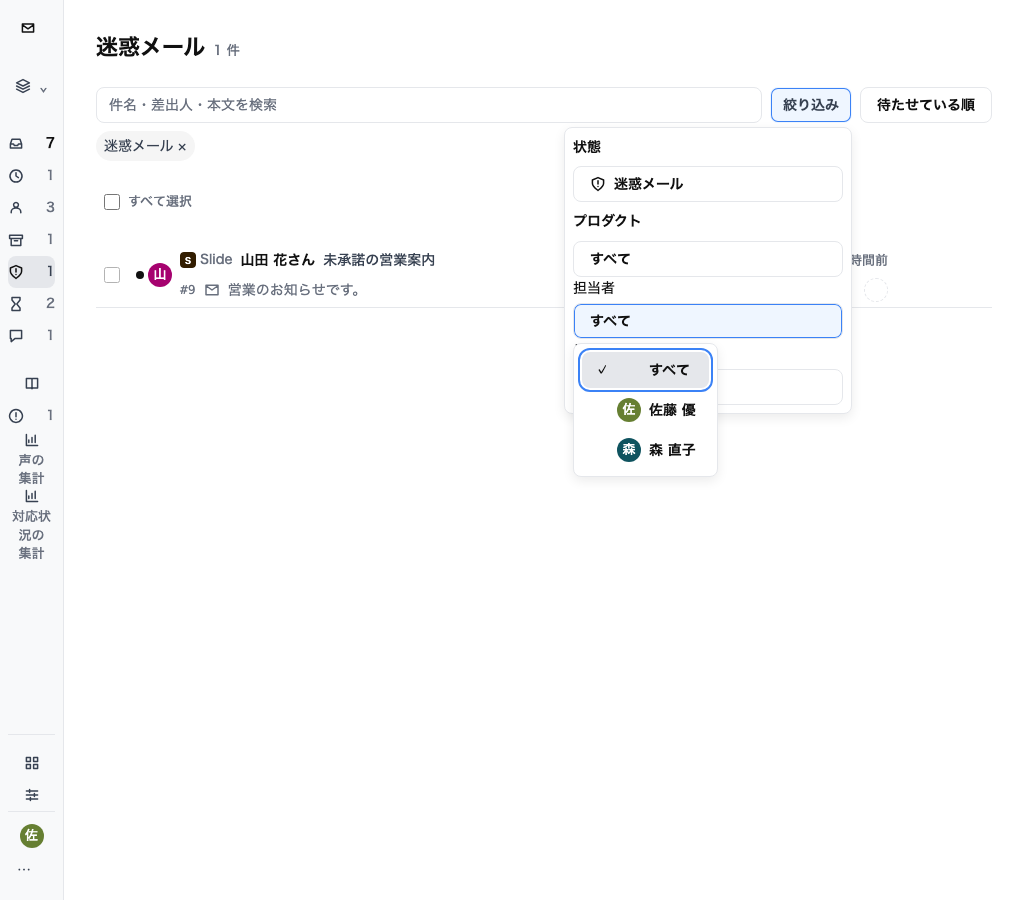 迷惑メール 1 件
件名・差出人・本文を検索
絞り込み
待たせている順
迷惑メール ×
すべて選択
S Slide 山田 花さん 未承諾の営業案内
山
#9 営業のお知らせです。
時間前
状態
迷惑メール
プロダクト
すべて
担当者
すべて
✓ すべて
佐 佐藤 優
森 森 直子
7
1
3
1
1
2
1
1
声の
集計
対応状
況の
集計
佐
…